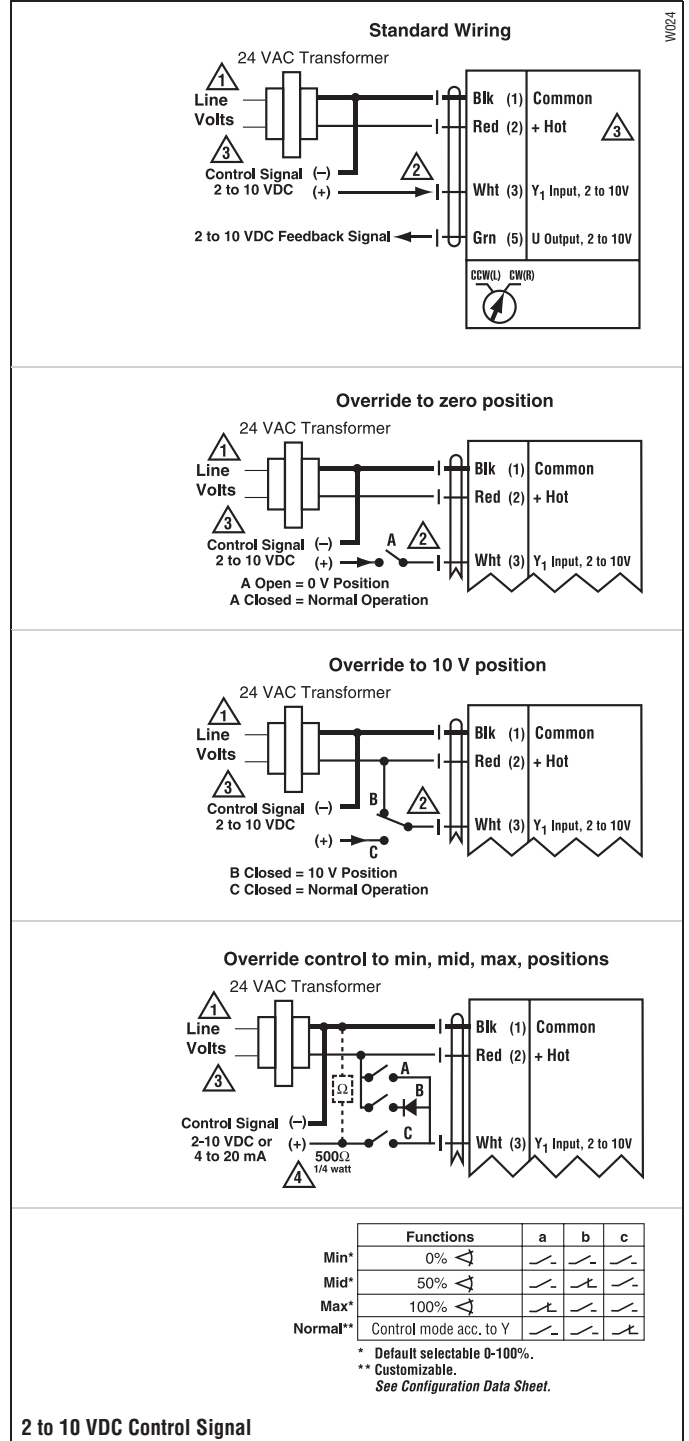 W024
Standard Wiring
24 VAC Transformer
1
Line
Volts
3
Control Signal (–)
2 to 10 VDC (+)
2
2 to 10 VDC Feedback Signal
Blk (1) Common
Red (2) + Hot
3
Wht (3) Y1 Input, 2 to 10V
Grn (5) U Output, 2 to 10V
CCW(L) CW(R)
Override to zero position
24 VAC Transformer
1
Line
Volts
3
Control Signal (–)
2 to 10 VDC (+)
A
2
A Open = 0 V Position
A Closed = Normal Operation
Blk (1) Common
Red (2) + Hot
Wht (3) Y1 Input, 2 to 10V
Override to 10 V position
24 VAC Transformer
1
Line
Volts
3
Control Signal (–)
2 to 10 VDC
(+)
B
2
C
B Closed = 10 V Position
C Closed = Normal Operation
Blk (1) Common
Red (2) + Hot
Wht (3) Y1 Input, 2 to 10V
Override control to min, mid, max, positions
24 VAC Transformer
1
Line
Volts
3
Ω
A
B
C
Control Signal (–)
2-10 VDC or (+)
4 to 20 mA
4
500Ω
1/4 watt
Blk (1) Common
Red (2) + Hot
Wht (3) Y1 Input, 2 to 10V
Functions a b c
Min* 0%
Mid* 50%
Max* 100%
Normal** Control mode acc. to Y
* Default selectable 0-100%.
** Customizable.
See Configuration Data Sheet.
2 to 10 VDC Control Signal